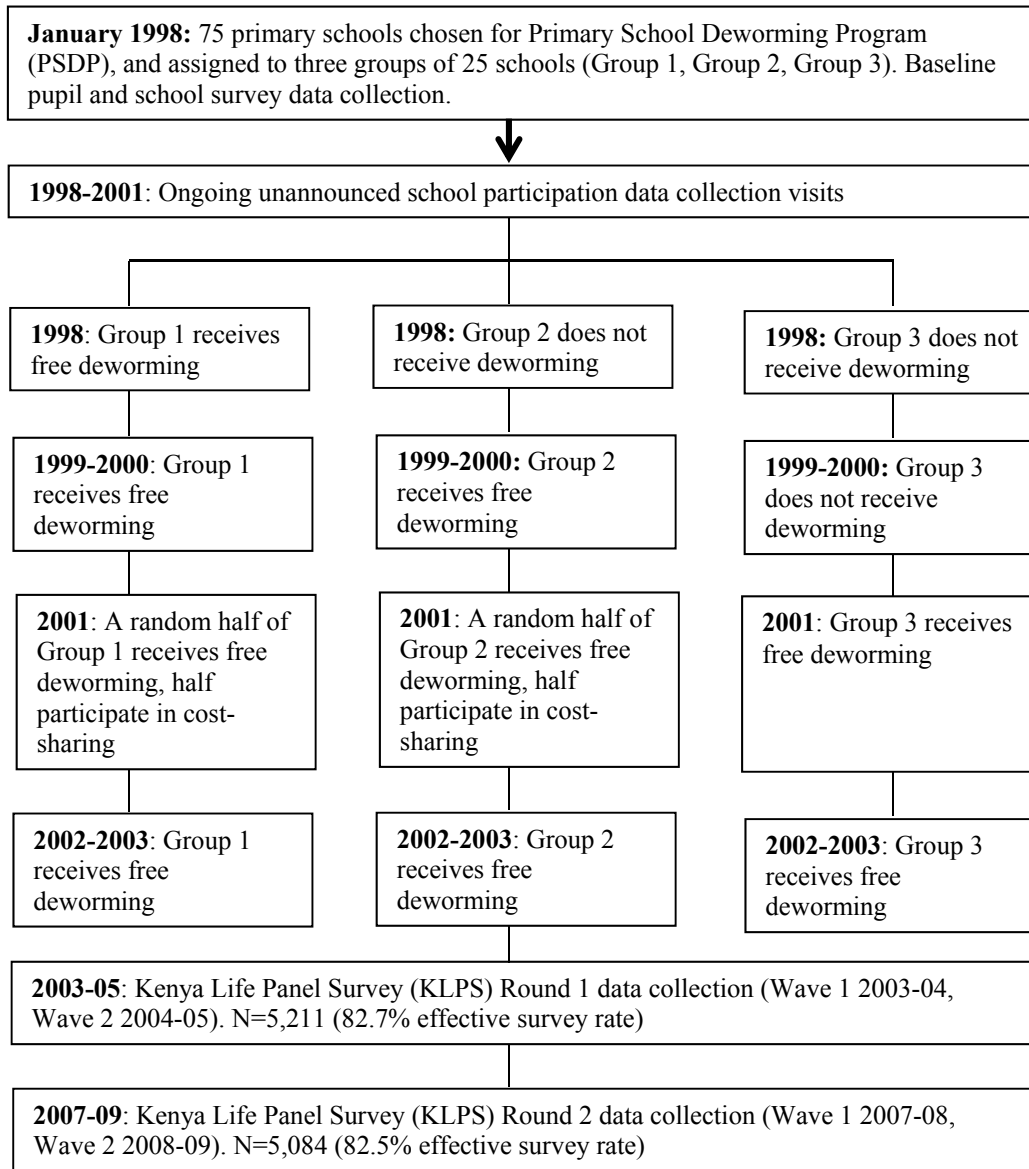 January 1998: 75 primary schools chosen for Primary School Deworming Program
(PSDP), and assigned to three groups of 25 schools (Group 1, Group 2, Group 3). Baseline
pupil and school survey data collection.
1998-2001: Ongoing unannounced school participation data collection visits
1998: Group 1 receives
free deworming
1998: Group 2 does not
receive deworming
1998: Group 3 does not
receive deworming
1999-2000: Group 1
receives free
deworming
1999-2000: Group 2
receives free
deworming
1999-2000: Group 3
does not receive
deworming
2001: A random half of
Group 1 receives free
deworming, half
participate in cost-
sharing
2001: A random half of
Group 2 receives free
deworming, half
participate in cost-
sharing
2001: Group 3 receives
free deworming
2002-2003: Group 1
receives free
deworming
2002-2003: Group 2
receives free
deworming
2002-2003: Group 3
receives free
deworming
2003-05: Kenya Life Panel Survey (KLPS) Round 1 data collection (Wave 1 2003-04,
Wave 2 2004-05). N=5,211 (82.7% effective survey rate)
2007-09: Kenya Life Panel Survey (KLPS) Round 2 data collection (Wave 1 2007-08,
Wave 2 2008-09). N=5,084 (82.5% effective survey rate)